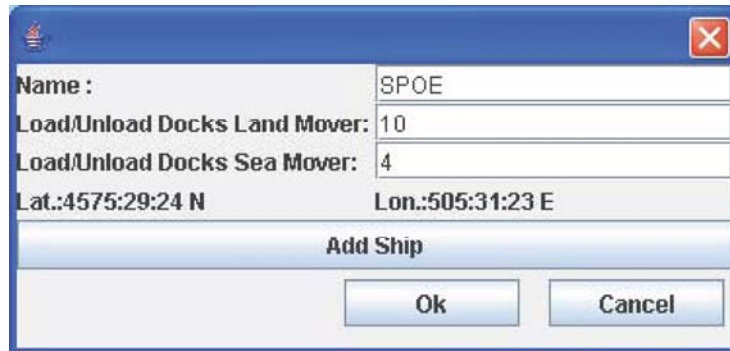 Name : SPOE
Load/Unload Docks Land Mover: 10
Load/Unload Docks Sea Mover: 4
Lat.:4575:29:24 N Lon.:505:31:23 E
Add Ship
Ok Cancel